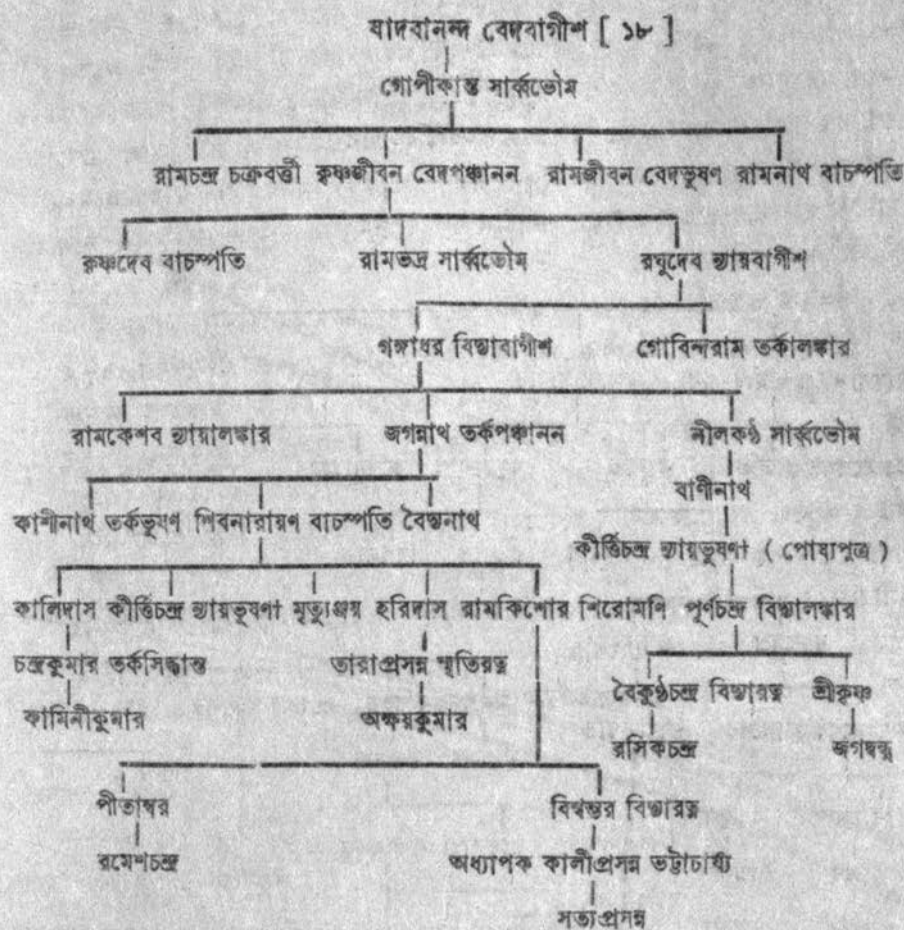 যাদবানন্দ বেদবাগীশ [ ১৮ ]
গোপীকান্ত সার্ব্বভৌম
রামচন্দ্র চক্রবর্ত্তী কৃষ্ণজীবন বেদপঞ্চানন রামজীবন বেদভূষণ রামনাথ বাচস্পতি
কৃষ্ণদেব বাচস্পতি রামভদ্র সার্ব্বভৌম রঘুদেব ন্যায়বাগীশ
গঙ্গাধর বিদ্যাবাগীশ গোবিন্দরাম তর্কালঙ্কার
রামকেশব ন্যায়ালঙ্কার জগন্নাথ তর্কপঞ্চানন নীলকণ্ঠ সার্ব্বভৌম
বাণীনাথ
কাশীনাথ তর্কভূষণ শিবনারায়ণ বাচস্পতি বৈদ্যনাথ
কীর্ত্তিচন্দ্র ন্যায়ভূষণা ( পোষ্যপুত্র )
কালিদাস কীর্ত্তিচন্দ্র ন্যায়ভূষণা মৃত্যুঞ্জয় হরিদাস রামকিশোর শিরোমণি পূর্ণচন্দ্র বিদ্যালঙ্কার
চন্দ্রকুমার তর্কসিদ্ধান্ত তারাপ্রসন্ন স্মৃতিরত্ন
বৈকুণ্ঠচন্দ্র বিদ্যারত্ন শ্রীকৃষ্ণ
কামিনীকুমার অক্ষয়কুমার
রসিকচন্দ্র জগদ্বন্ধু
পীতাম্বর বিশ্বম্ভর বিদ্যারত্ন
রমেশচন্দ্র অধ্যাপক কালীপ্রসন্ন ভট্টাচার্য্য
সত্যপ্রসন্ন